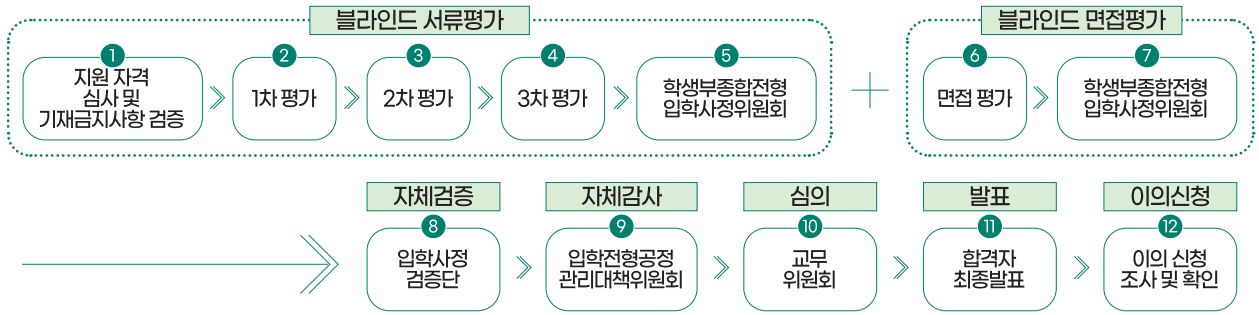 블라인드 서류평가
1
지원 자격
심사 및
기재금지사항 검증
2
1차 평가
3
2차 평가
4
3차 평가
5
학생부종합전형
입학사정위원회
블라인드 면접평가
6
면접 평가
7
학생부종합전형
입학사정위원회
자체검증
8
입학사정
검증단
자체감사
9
입학전형공정
관리대책위원회
심의
10
교무
위원회
발표
11
합격자
최종발표
이의신청
12
이의 신청
조사 및 확인